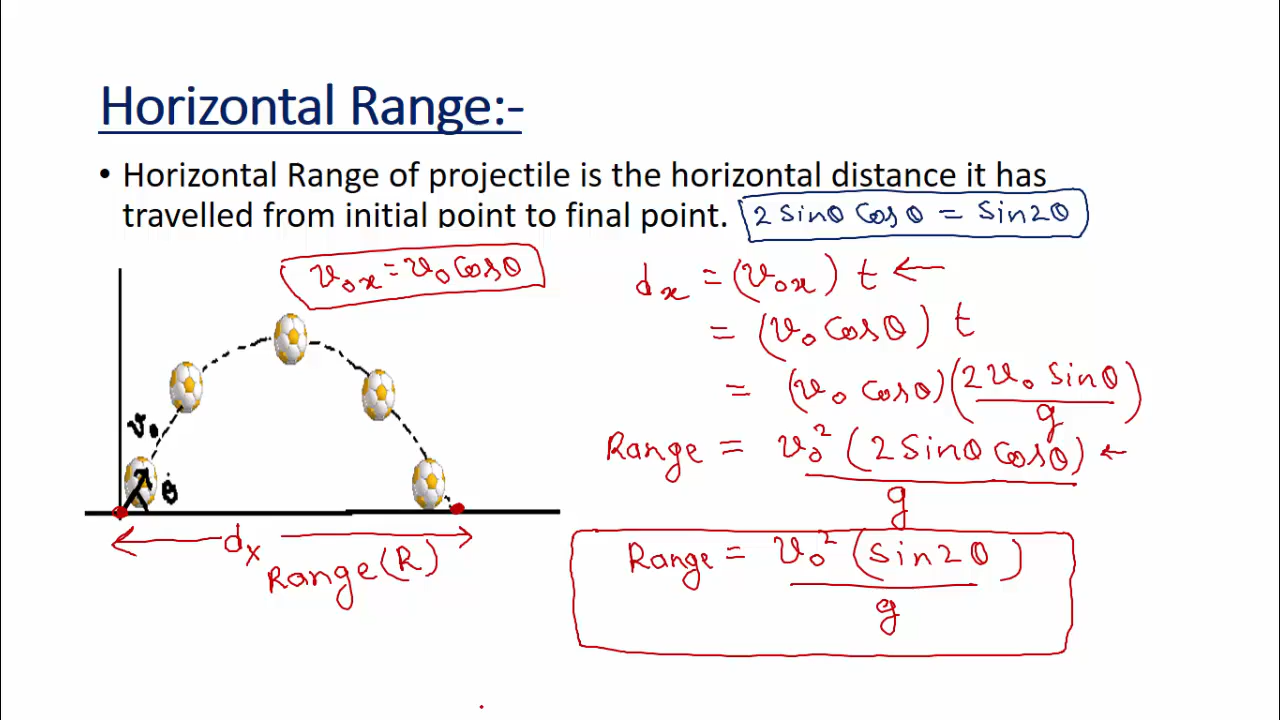 Horizontal Range:-
• Horizontal Range of projectile is the horizontal distance it has
travelled from initial point to final point.
2 Sinθ Cosθ = Sin2θ
v₀ₓ = v₀ Cosθ
dₓ = (v₀ₓ) t ←
= (v₀ Cosθ) t
= (v₀ Cosθ)(2v₀ Sinθ / g)
Range = v₀² (2 Sinθ Cosθ) / g ←
Range = v₀² (Sin2θ) / g
v₀
θ
dₓ
Range(R)